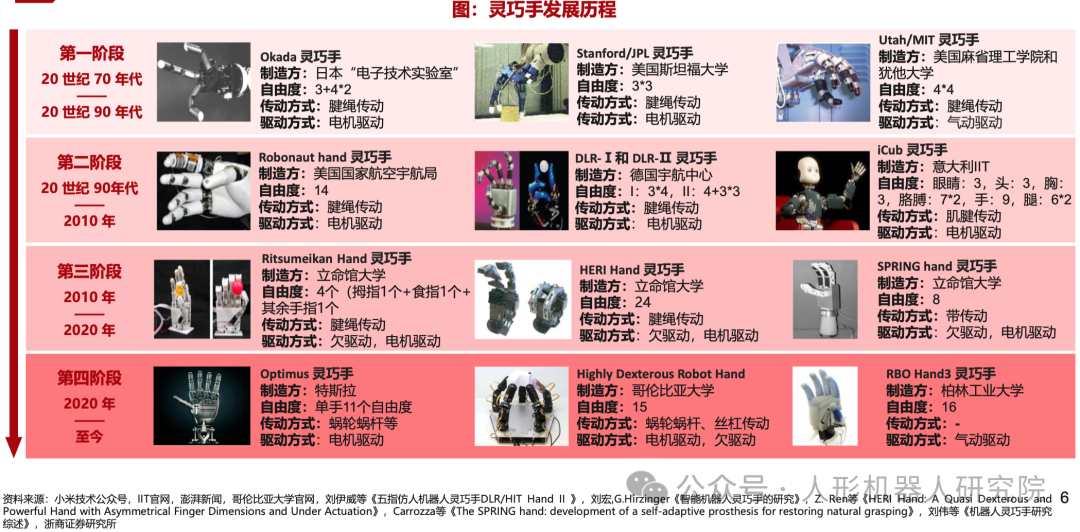 图：灵巧手发展历程
第一阶段
20 世纪 70 年代
20 世纪 90 年代
Okada 灵巧手
制造方：日本“电子技术实验室”
自由度：3+4*2
传动方式：腱绳传动
驱动方式：电机驱动
Stanford/JPL 灵巧手
制造方：美国斯坦福大学
自由度：3*3
传动方式：腱绳传动
驱动方式：电机驱动
Utah/MIT 灵巧手
制造方：美国麻省理工学院和
犹他大学
自由度：4*4
传动方式：腱绳传动
驱动方式：气动驱动
第二阶段
20 世纪 90年代
2010 年
Robonaut hand 灵巧手
制造方：美国国家航空宇航局
自由度：14
传动方式：腱绳传动
驱动方式：电机驱动
DLR-Ⅰ和 DLR-Ⅱ 灵巧手
制造方：德国宇航中心
自由度：I：3*4，II：4+3*3
传动方式：腱绳传动
驱动方式：电机驱动
iCub 灵巧手
制造方：意大利IIT
自由度：眼睛：3，头：3，胸：
3，胳膊：7*2，手：9，腿：6*2
传动方式：肌腱传动
驱动方式：电机驱动
第三阶段
2010 年
2020 年
Ritsumeikan Hand 灵巧手
制造方：立命馆大学
自由度：4个（拇指1个+食指1个+
其余手指1个
传动方式：腱绳传动
驱动方式：欠驱动，电机驱动
HERI Hand 灵巧手
制造方：立命馆大学
自由度：24
传动方式：腱绳传动
驱动方式：欠驱动，电机驱动
SPRING hand 灵巧手
制造方：立命馆大学
自由度：8
传动方式：带传动
驱动方式：欠驱动，电机驱动
第四阶段
2020 年
至今
Optimus 灵巧手
制造方：特斯拉
自由度：单手11个自由度
传动方式：蜗轮蜗杆等
驱动方式：电机驱动
Highly Dexterous Robot Hand
制造方：哥伦比亚大学
自由度：15
传动方式：蜗轮蜗杆、丝杠传动
驱动方式：电机驱动，欠驱动
RBO Hand3 灵巧手
制造方：柏林工业大学
自由度：16
传动方式：-
驱动方式：气动驱动
公众号·人形机器人研究院
6
资料来源：小米技术公众号，IIT官网，澎湃新闻，哥伦比亚大学官网，刘伊威等《五指仿人机器人灵巧手DLR/HIT Hand II 》，刘宏,G.Hirzinger《智能机器人灵巧手的研究》，Z. Ren等《HERI Hand: A Quasi Dexterous and
Powerful Hand with Asymmetrical Finger Dimensions and Under Actuation》，Carrozza等《The SPRING hand: development of a self-adaptive prosthesis for restoring natural grasping》，刘伟等《机器人灵巧手研究
综述》，浙商证券研究所